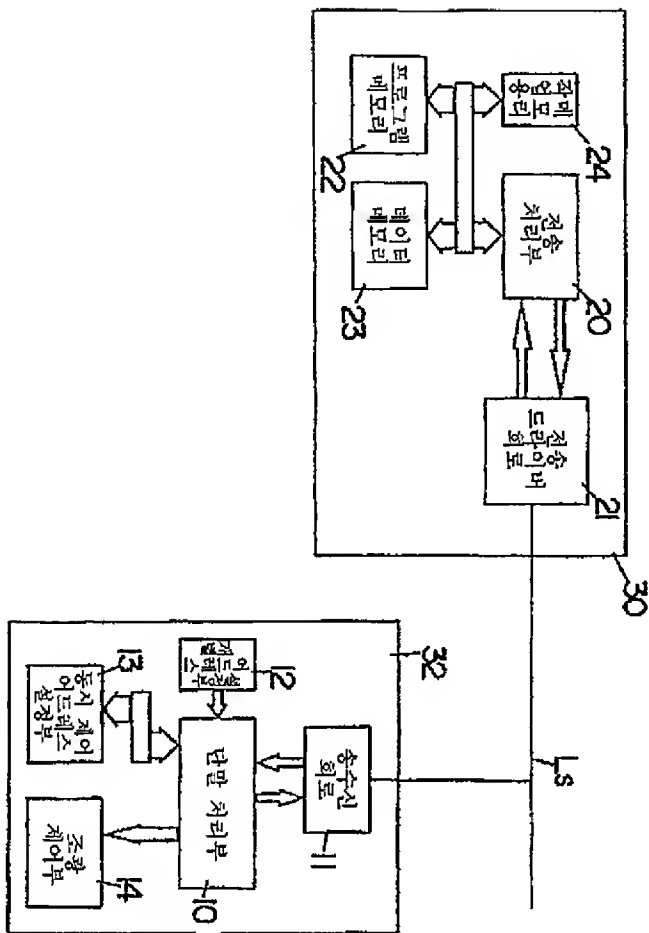 30
작업용
메모리
24
전송
처리부
20
전송
드라이버
회로
21
프로그램
메모리
22
데이터
메모리
23
Ls
32
송수신
회로
11
개별
어드레스
설정부
12
단말 처리부
10
동시 제어
어드레스
설정부
13
조광
제어부
14